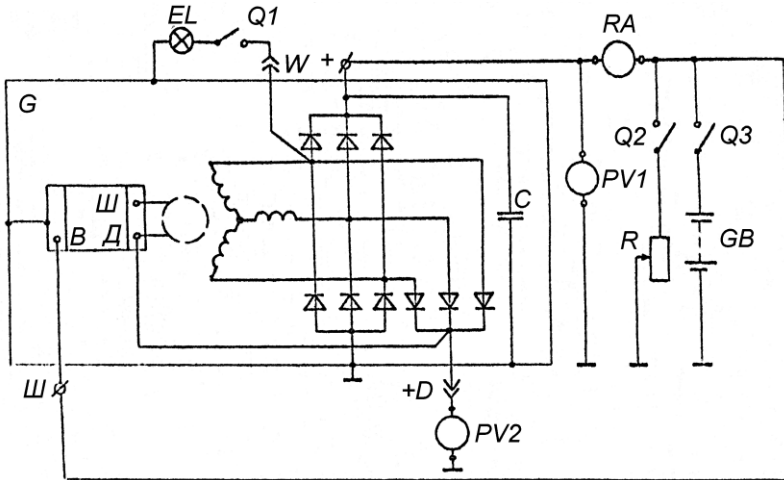 EL Q1
W + RA
G
Q2 Q3
Ш C PV1
В Д R GB
Ш +D
PV2